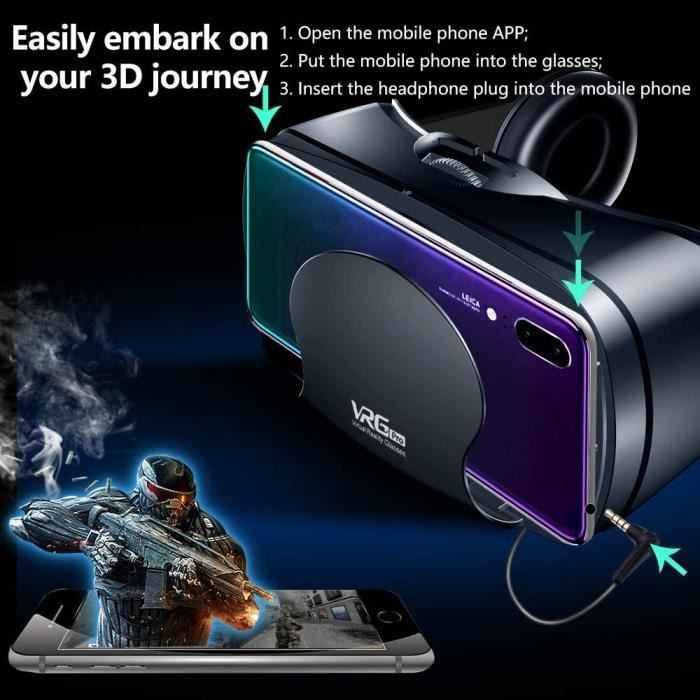 Easily embark on
your 3D journey
1. Open the mobile phone APP;
2. Put the mobile phone into the glasses;
3. Insert the headphone plug into the mobile phone
LEICA
VRG Pro
Virtual Reality Glasses